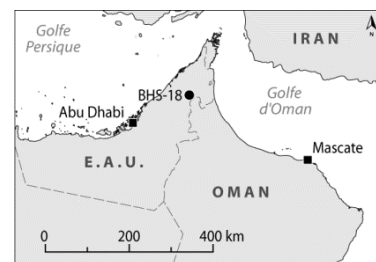 Golfe
Persique
N
IRAN
BHS-18
Golfe
d'Oman
Abu Dhabi
Mascate
E.A.U.
OMAN
0 200 400 km